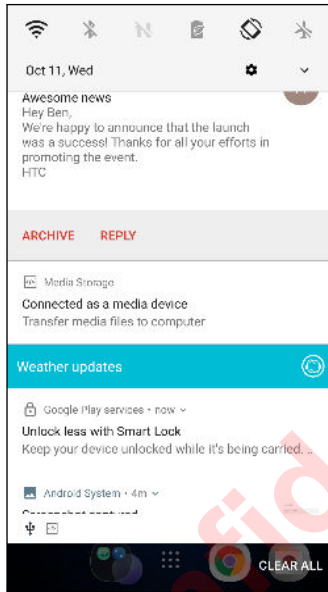 Oct 11, Wed
Awesome news
Hey Ben,
We're happy to announce that the launch
was a success! Thanks for all your efforts in
promoting the event.
HTC
ARCHIVE REPLY
Media Storage
Connected as a media device
Transfer media files to computer
Weather updates
Google Play services • now
Unlock less with Smart Lock
Keep your device unlocked while it's being carried. ...
Android System • 4m
CLEAR ALL